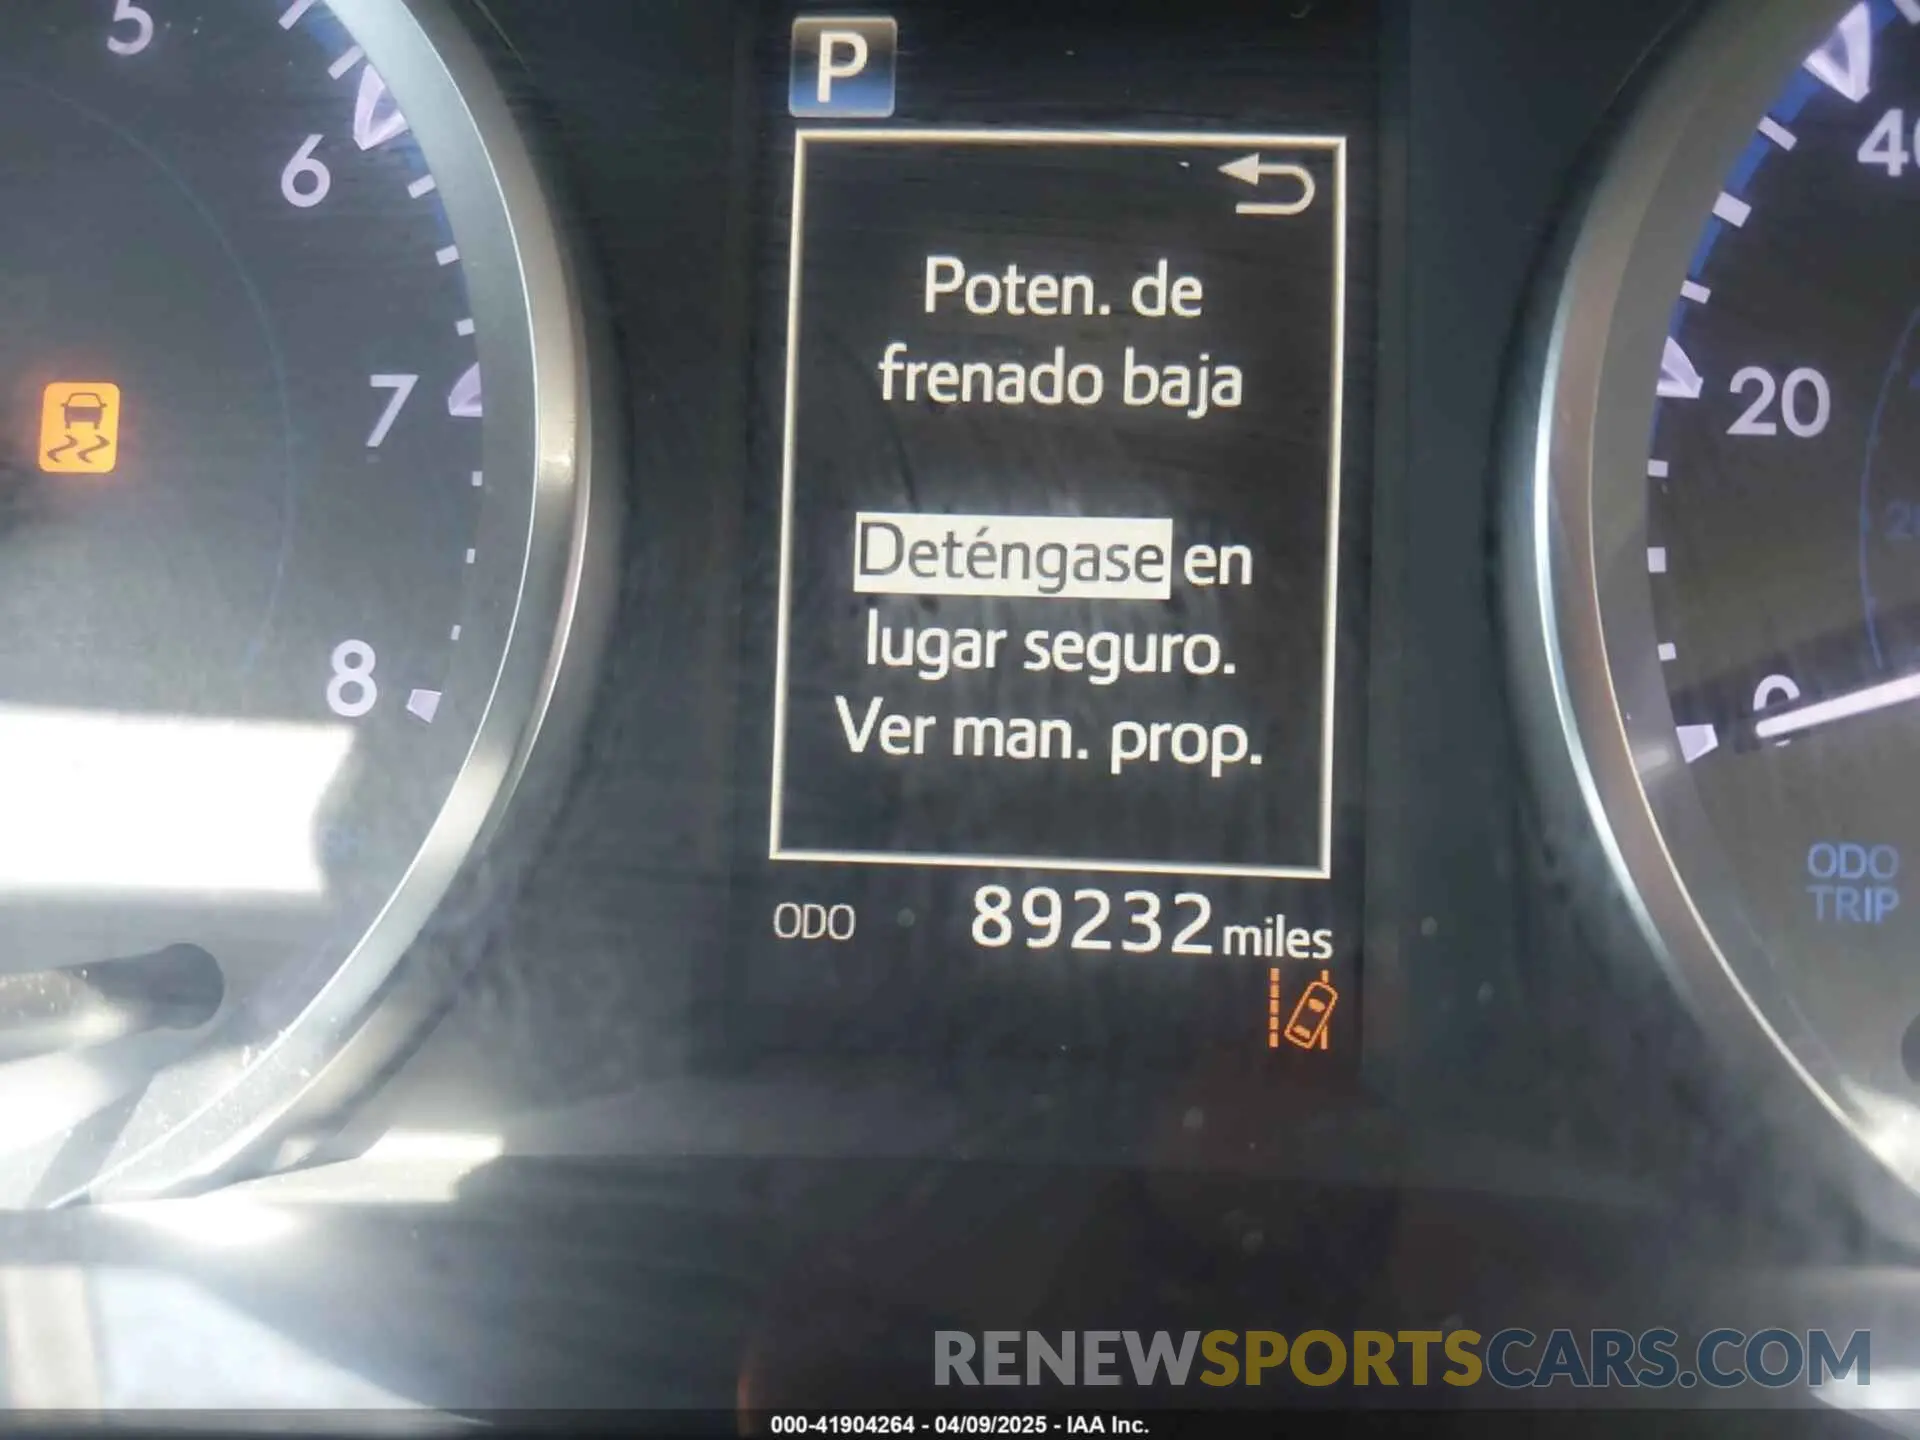 5
6
7
8
P
Poten. de
frenado baja
Deténgase en
lugar seguro.
Ver man. prop.
ODO 89232 miles
40
20
0
ODO
TRIP
RENEWSPORTSCARS.COM
000-41904264 - 04/09/2025 - IAA Inc.